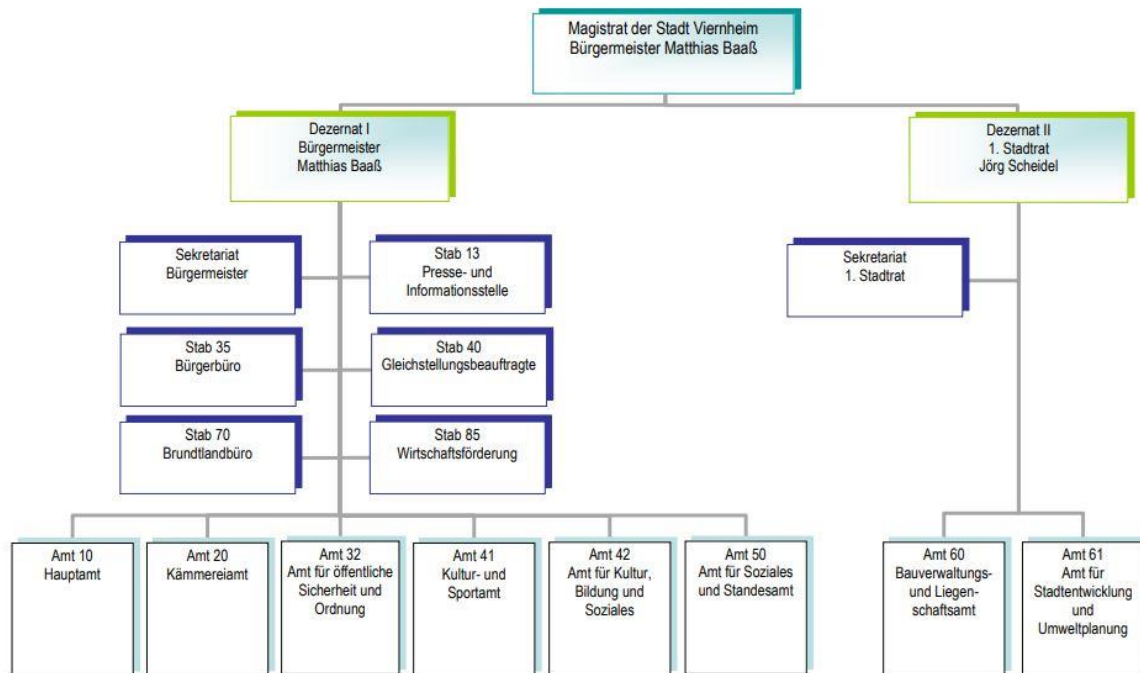 Magistrat der Stadt Viernheim
Bürgermeister Matthias Baaß
Dezernat I
Bürgermeister
Matthias Baaß
Dezernat II
1. Stadtrat
Jörg Scheidel
Sekretariat
Bürgermeister
Stab 13
Presse- und
Informationsstelle
Sekretariat
1. Stadtrat
Stab 35
Bürgerbüro
Stab 40
Gleichstellungsbeauftragte
Stab 70
Brundtlandbüro
Stab 85
Wirtschaftsförderung
Amt 10
Hauptamt
Amt 20
Kämmereiamt
Amt 32
Amt für öffentliche
Sicherheit und
Ordnung
Amt 41
Kultur- und
Sportamt
Amt 42
Amt für Kultur,
Bildung und
Soziales
Amt 50
Amt für Soziales
und Standesamt
Amt 60
Bauverwaltungs-
und Liegen-
schaftsamt
Amt 61
Amt für
Stadtentwicklung
und
Umweltplanung